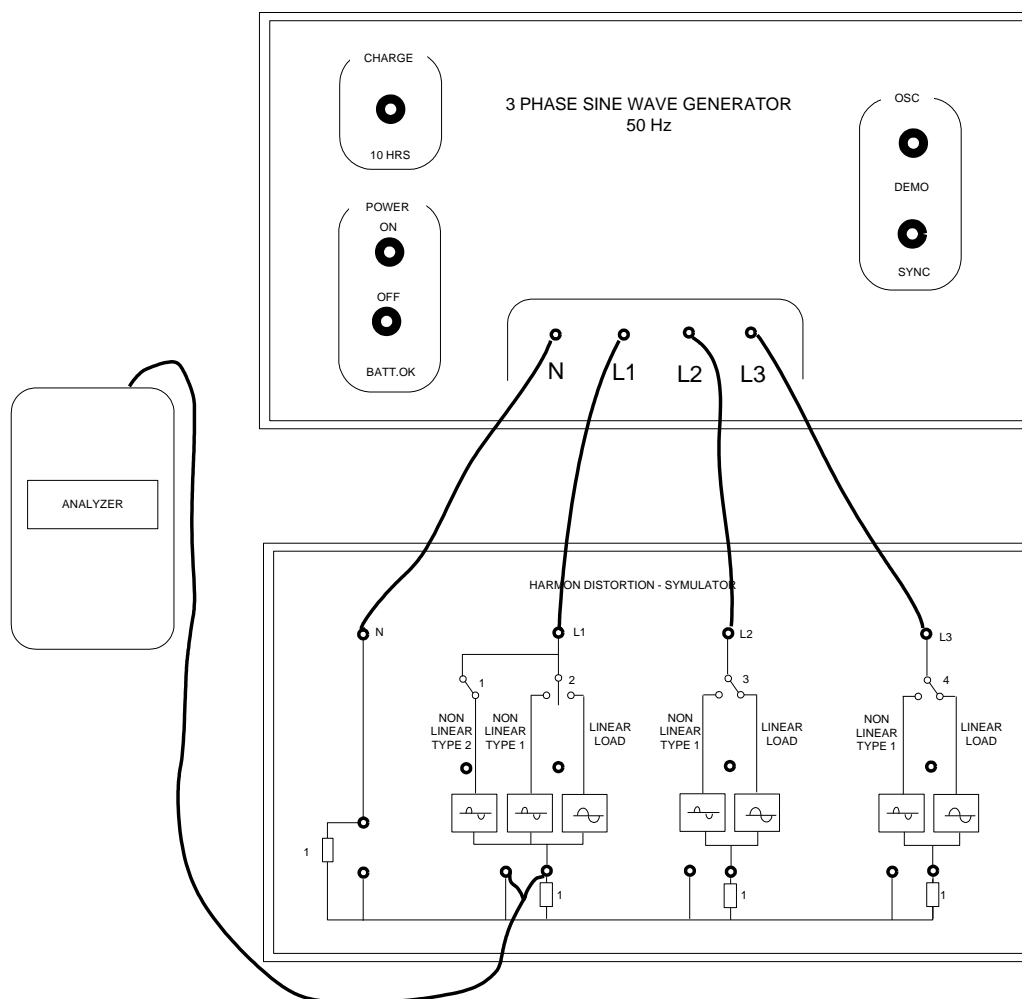 CHARGE
10 HRS
3 PHASE SINE WAVE GENERATOR
50 Hz
OSC
DEMO
SYNC
POWER
ON
OFF
BATT.OK
N
L1
L2
L3
ANALYZER
HARMON DISTORTION - SYMULATOR
N
L1
L2
L3
1
2
3
4
NON
LINEAR
TYPE 2
NON
LINEAR
TYPE 1
LINEAR
LOAD
NON
LINEAR
TYPE 1
LINEAR
LOAD
NON
LINEAR
TYPE 1
LINEAR
LOAD
1
1
1
1